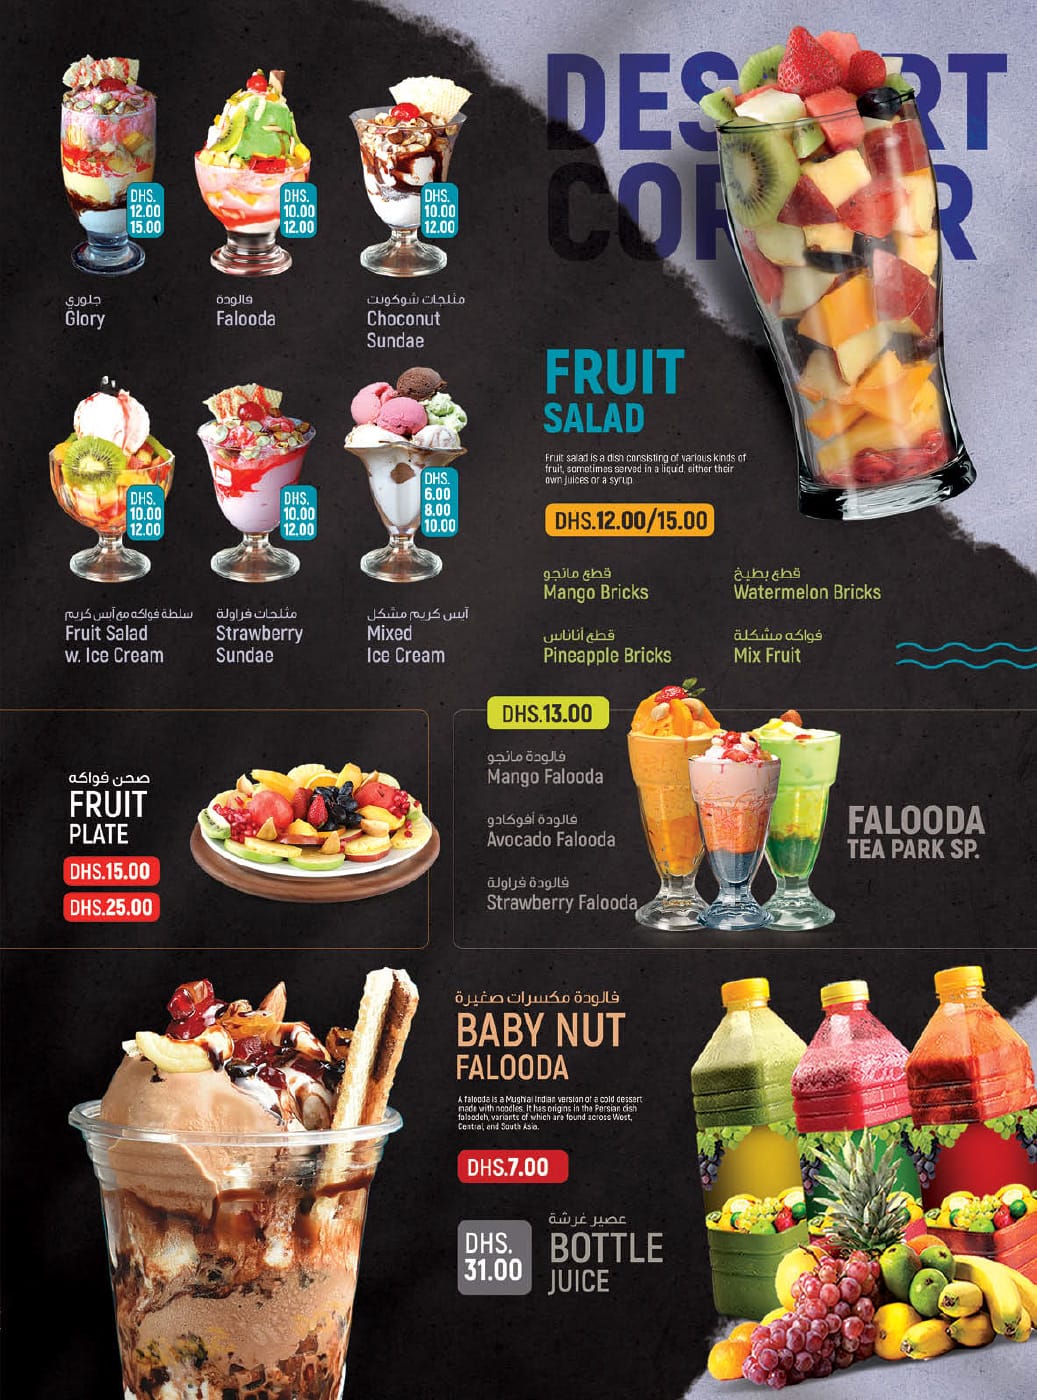 DESSERT
CORNER
DHS.
12.00
15.00
DHS.
10.00
12.00
DHS.
10.00
12.00
جلوري
Glory
فالودة
Falooda
مثلجات شوكونت
Choconut
Sundae
DHS.
10.00
12.00
DHS.
10.00
12.00
DHS.
6.00
8.00
10.00
سلطة فواكه مع آيس كريم
Fruit Salad
w. Ice Cream
مثلجات فراولة
Strawberry
Sundae
آيس كريم مشكل
Mixed
Ice Cream
FRUIT
SALAD
Fruit salad is a dish consisting of various kinds of
fruit, sometimes served in a liquid, either their
own juices or a syrup.
DHS.12.00/15.00
قطع مانجو
Mango Bricks
قطع بطيخ
Watermelon Bricks
قطع أناناس
Pineapple Bricks
فواكه مشكلة
Mix Fruit
صحن فواكه
FRUIT
PLATE
DHS.15.00
DHS.25.00
DHS.13.00
فالودة مانجو
Mango Falooda
فالودة أفوكادو
Avocado Falooda
فالودة فراولة
Strawberry Falooda
FALOODA
TEA PARK SP.
فالودة مكسرات صغيرة
BABY NUT
FALOODA
A falooda is a Mughlai Indian version of a cold dessert
made with noodles. It has origins in the Persian dish
faloodeh, variants of which are found across West,
Central, and South Asia.
DHS.7.00
DHS.
31.00
عصير غرشة
BOTTLE
JUICE